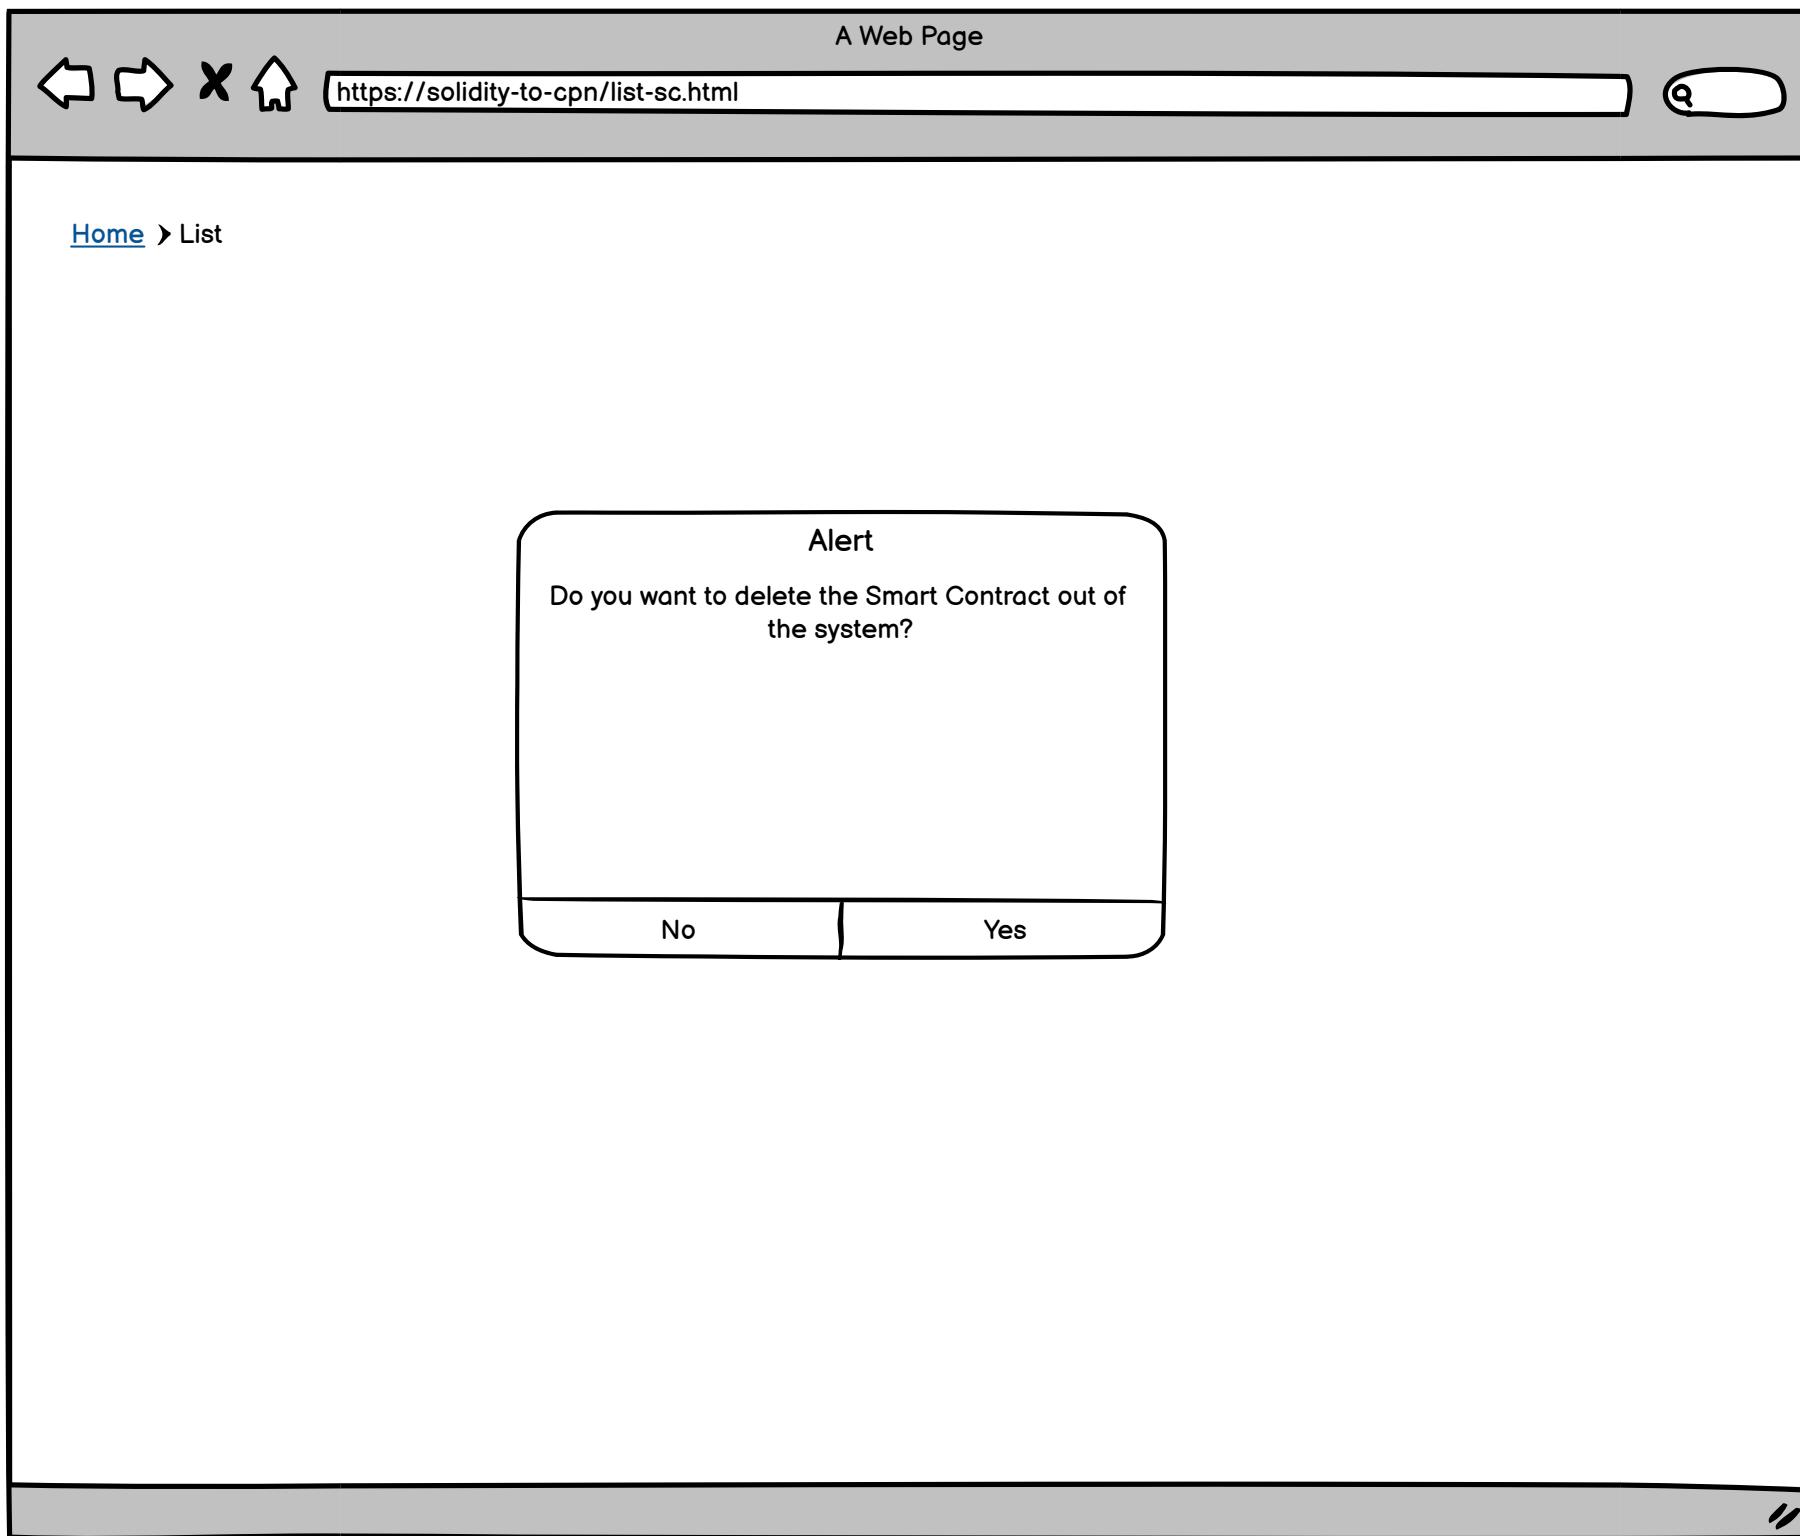 A Web Page
https://solidity-to-cpn/list-sc.html
Home > List
Alert
Do you want to delete the Smart Contract out of
the system?
No
Yes